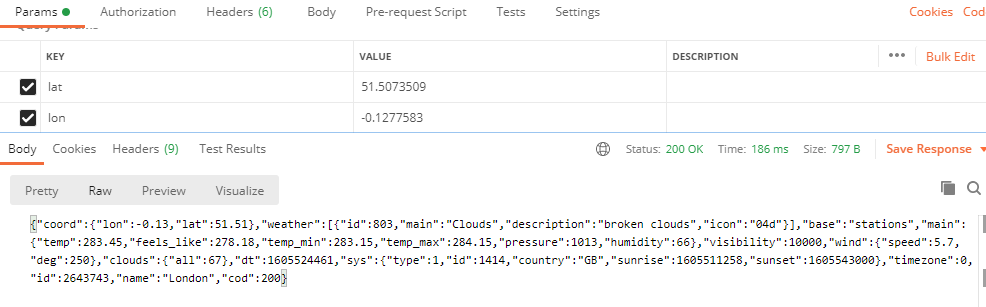 Params Authorization Headers (6) Body Pre-request Script Tests Settings Cookies Cod
Query Params
KEY VALUE DESCRIPTION ••• Bulk Edit
lat 51.5073509
lon -0.1277583
Body Cookies Headers (9) Test Results Status: 200 OK Time: 186 ms Size: 797 B Save Response
Pretty Raw Preview Visualize
{"coord":{"lon":-0.13,"lat":51.51},"weather":[{"id":803,"main":"Clouds","description":"broken clouds","icon":"04d"}],"base":"stations","main":
{"temp":283.45,"feels_like":278.18,"temp_min":283.15,"temp_max":284.15,"pressure":1013,"humidity":66},"visibility":10000,"wind":{"speed":5.7,
"deg":250},"clouds":{"all":67},"dt":1605524461,"sys":{"type":1,"id":1414,"country":"GB","sunrise":1605511258,"sunset":1605543000},"timezone":0,
"id":2643743,"name":"London","cod":200}